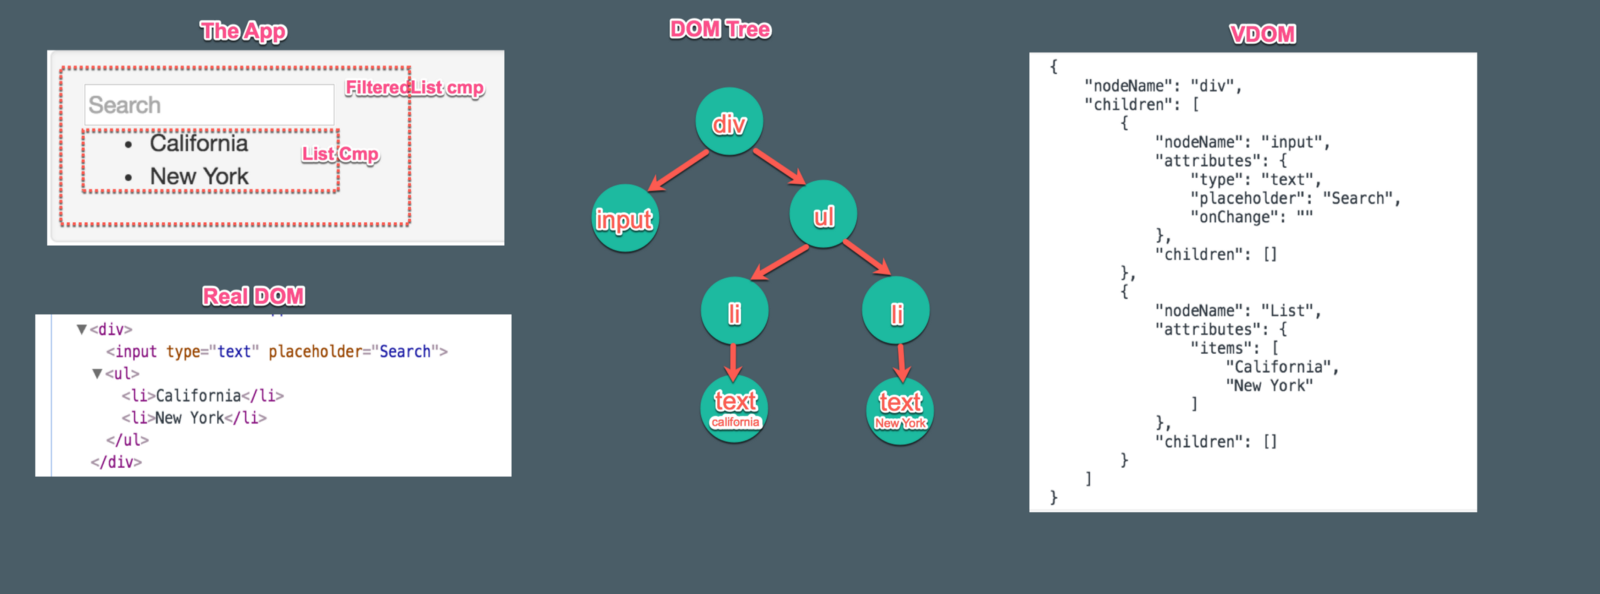 The App
FilteredList cmp
Search
• California
List Cmp
• New York
Real DOM
▼<div>
<input type="text" placeholder="Search">
▼<ul>
<li>California</li>
<li>New York</li>
</ul>
</div>
DOM Tree
div
input
ul
li
li
text
california
text
New York
VDOM
{
"nodeName": "div",
"children": [
{
"nodeName": "input",
"attributes": {
"type": "text",
"placeholder": "Search",
"onChange": ""
},
"children": []
},
{
"nodeName": "List",
"attributes": {
"items": [
"California",
"New York"
]
},
"children": []
}
]
}